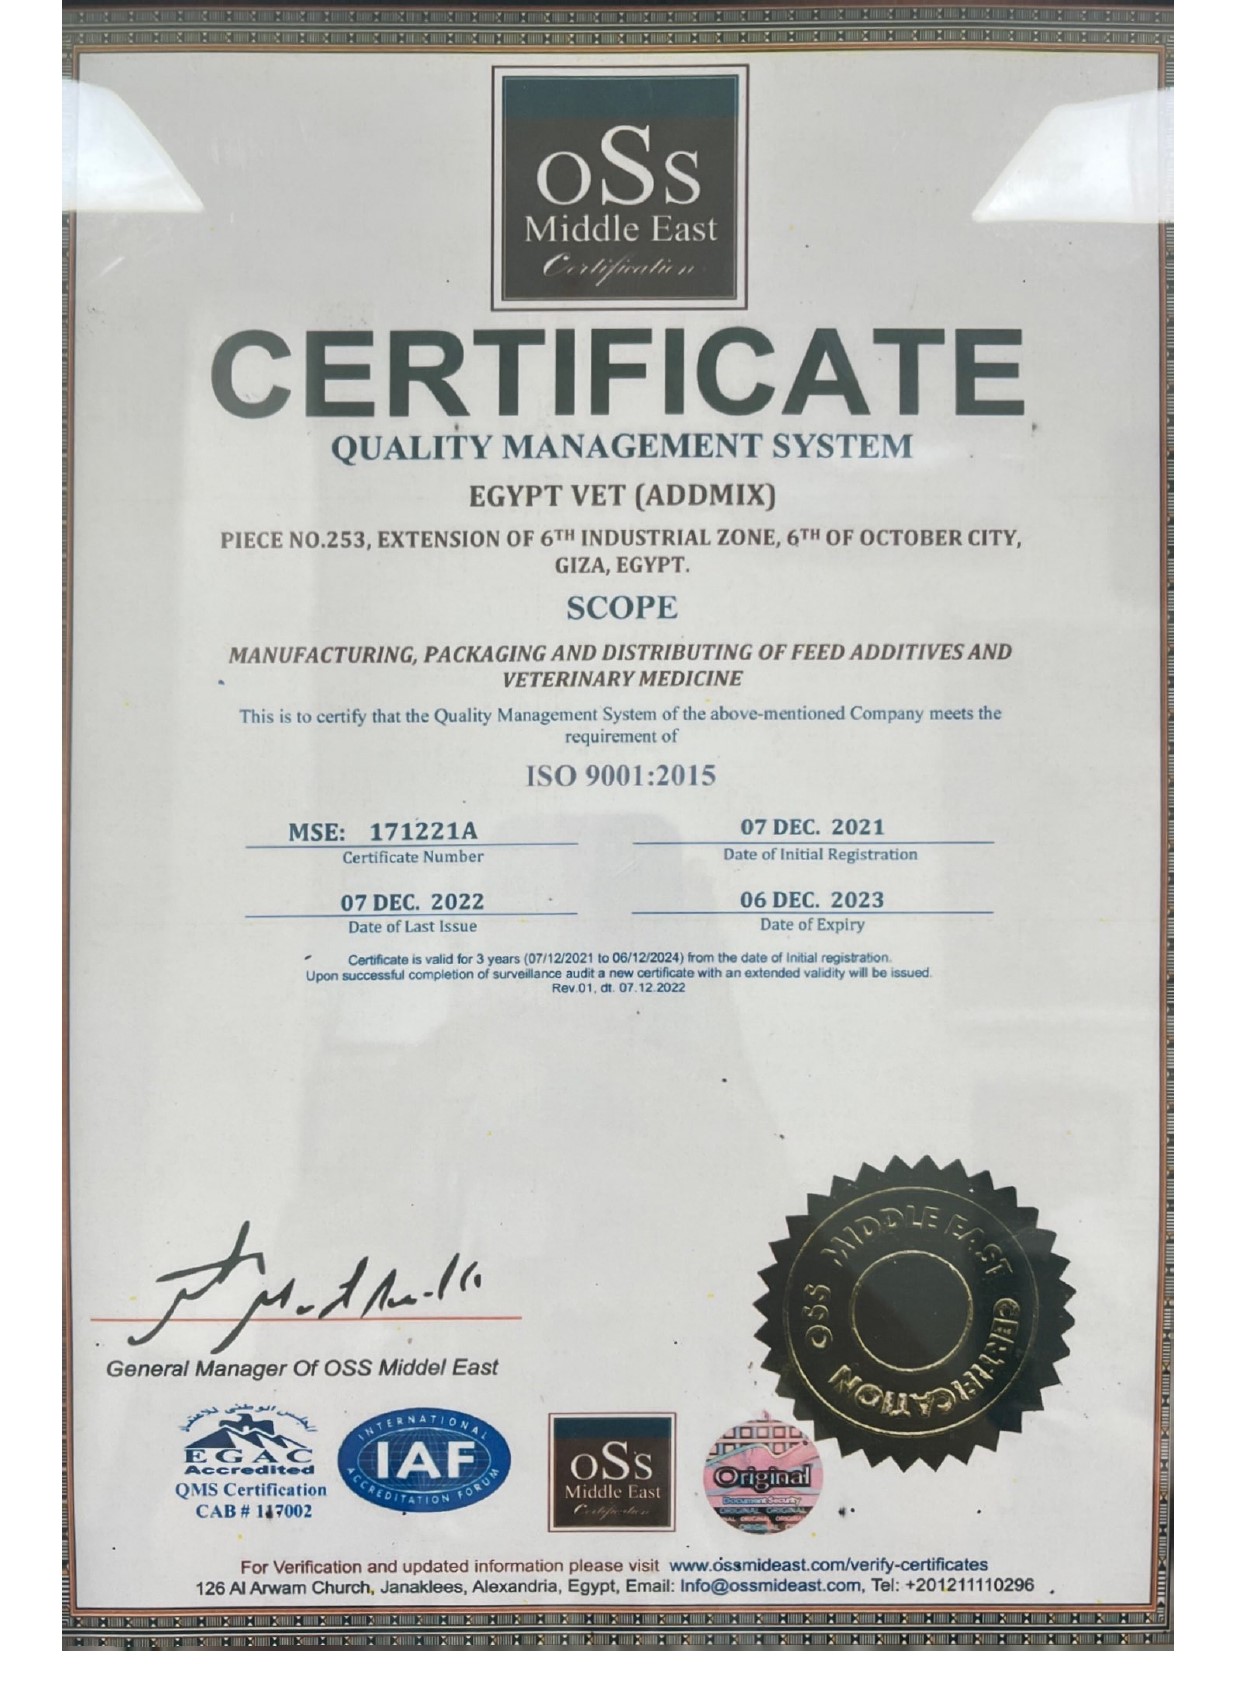 oSs
Middle East
Certification
CERTIFICATE
QUALITY MANAGEMENT SYSTEM
EGYPT VET (ADDMIX)
PIECE NO.253, EXTENSION OF 6TH INDUSTRIAL ZONE, 6TH OF OCTOBER CITY,
GIZA, EGYPT.
SCOPE
MANUFACTURING, PACKAGING AND DISTRIBUTING OF FEED ADDITIVES AND
VETERINARY MEDICINE
This is to certify that the Quality Management System of the above-mentioned Company meets the
requirement of
ISO 9001:2015
MSE: 171221A
Certificate Number
07 DEC. 2021
Date of Initial Registration
07 DEC. 2022
Date of Last Issue
06 DEC. 2023
Date of Expiry
Certificate is valid for 3 years (07/12/2021 to 06/12/2024) from the date of Initial registration.
Upon successful completion of surveillance audit a new certificate with an extended validity will be issued.
Rev.01, dt. 07.12.2022
OSS MIDDLE EAST CERTIFICATION
General Manager Of OSS Middel East
المجلس الوطنى للاعتماد
EGAC
Accredited
QMS Certification
CAB # 117002
INTERNATIONAL
IAF
ACCREDITATION FORUM
oSs
Middle East
Certification
Original
Document Security
ORIGINAL ORIGINAL
For Verification and updated information please visit www.ossmideast.com/verify-certificates
126 Al Arwam Church, Janaklees, Alexandria, Egypt, Email: Info@ossmideast.com, Tel: +201211110296